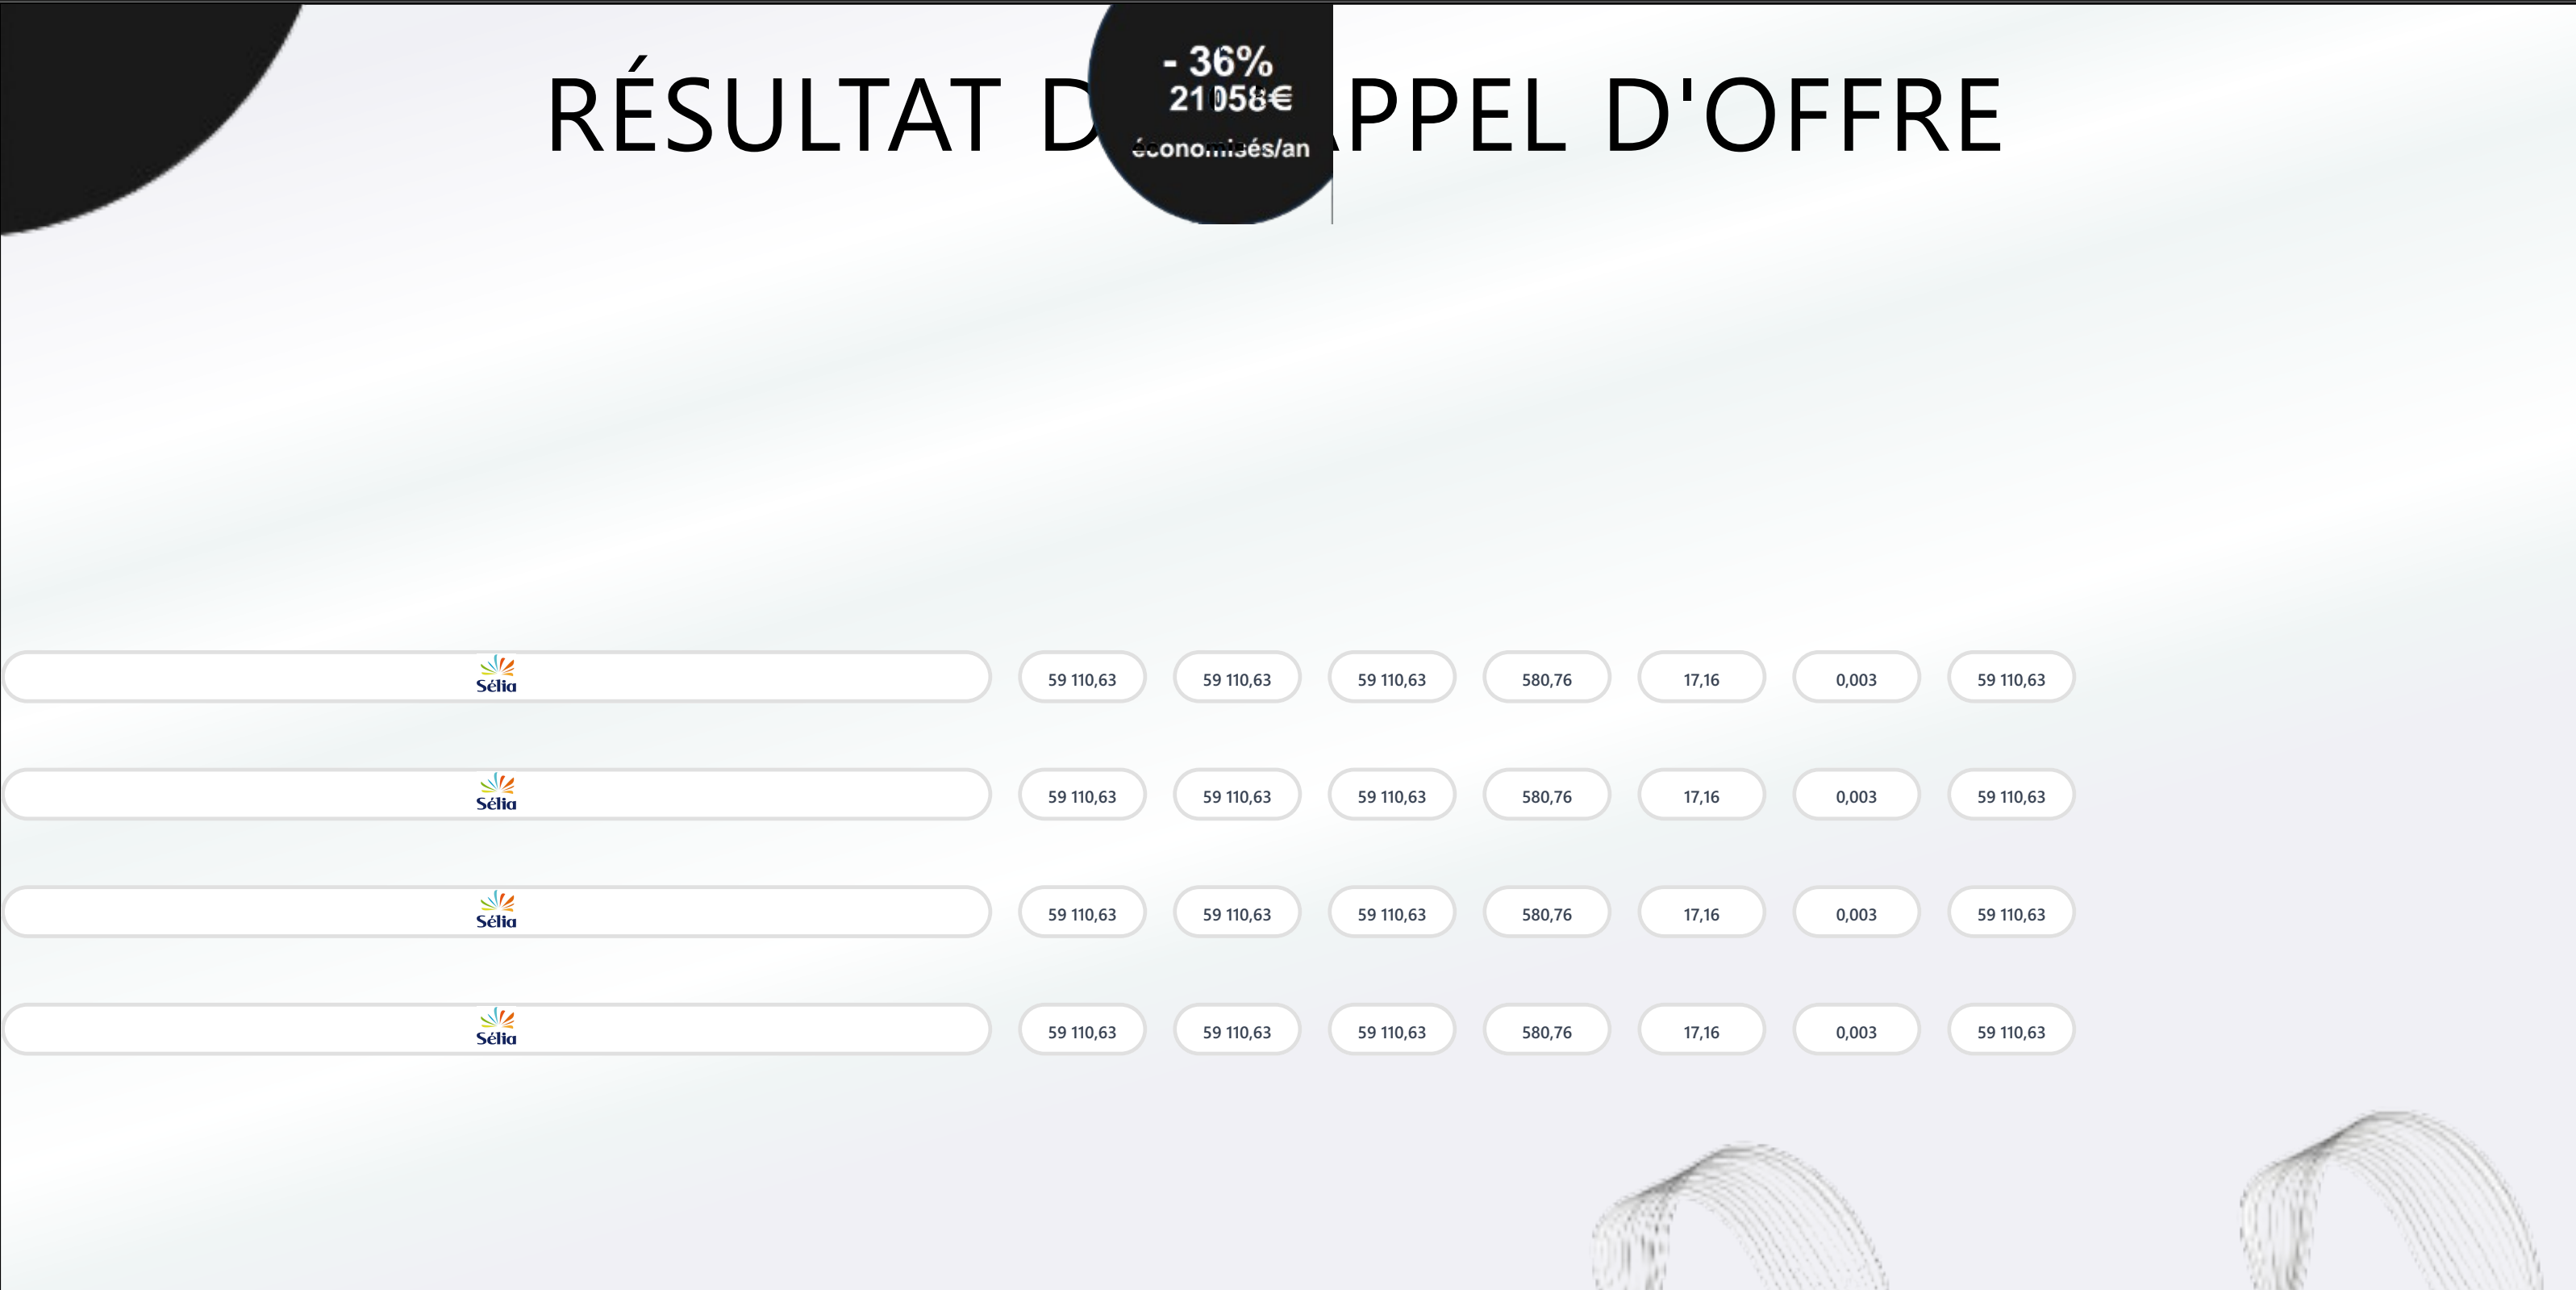 - 36%
21058€
économisés/an
RÉSULTAT D PPEL D'OFFRE
Sélia 59 110,63 59 110,63 59 110,63 580,76 17,16 0,003 59 110,63
Sélia 59 110,63 59 110,63 59 110,63 580,76 17,16 0,003 59 110,63
Sélia 59 110,63 59 110,63 59 110,63 580,76 17,16 0,003 59 110,63
Sélia 59 110,63 59 110,63 59 110,63 580,76 17,16 0,003 59 110,63